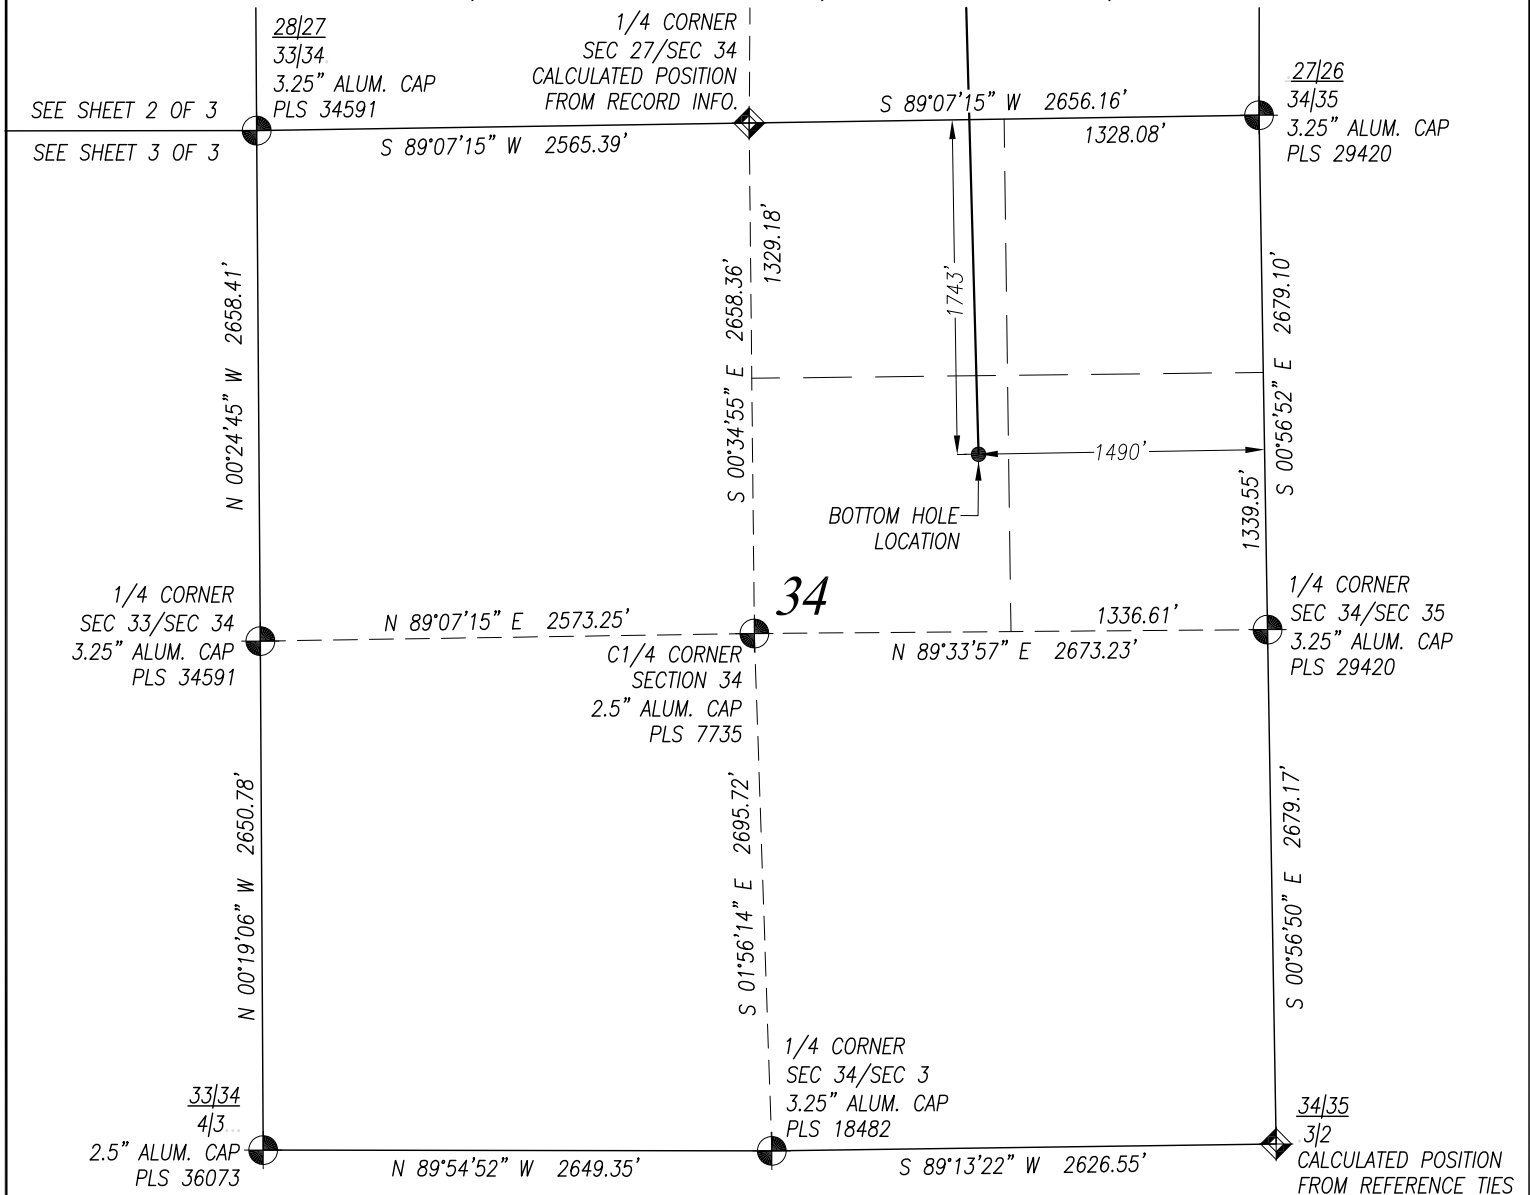 28|27
33|34
3.25" ALUM. CAP
PLS 34591
1/4 CORNER
SEC 27/SEC 34
CALCULATED POSITION
FROM RECORD INFO.
27|26
34|35
3.25" ALUM. CAP
PLS 29420
SEE SHEET 2 OF 3
SEE SHEET 3 OF 3
S 89°07'15" W 2565.39'
S 89°07'15" W 2656.16'
1328.08'
N 00°24'45" W 2658.41'
S 00°34'55" E 2658.36'
1329.18'
1743'
S 00°56'52" E 2679.10'
1490'
1339.55'
BOTTOM HOLE
LOCATION
34
1/4 CORNER
SEC 33/SEC 34
3.25" ALUM. CAP
PLS 34591
N 89°07'15" E 2573.25'
C1/4 CORNER
SECTION 34
2.5" ALUM. CAP
PLS 7735
1336.61'
N 89°33'57" E 2673.23'
1/4 CORNER
SEC 34/SEC 35
3.25" ALUM. CAP
PLS 29420
N 00°19'06" W 2650.78'
S 01°56'14" E 2695.72'
S 00°56'50" E 2679.17'
33|34
4|3
2.5" ALUM. CAP
PLS 36073
N 89°54'52" W 2649.35'
1/4 CORNER
SEC 34/SEC 3
3.25" ALUM. CAP
PLS 18482
S 89°13'22" W 2626.55'
34|35
3|2
CALCULATED POSITION
FROM REFERENCE TIES